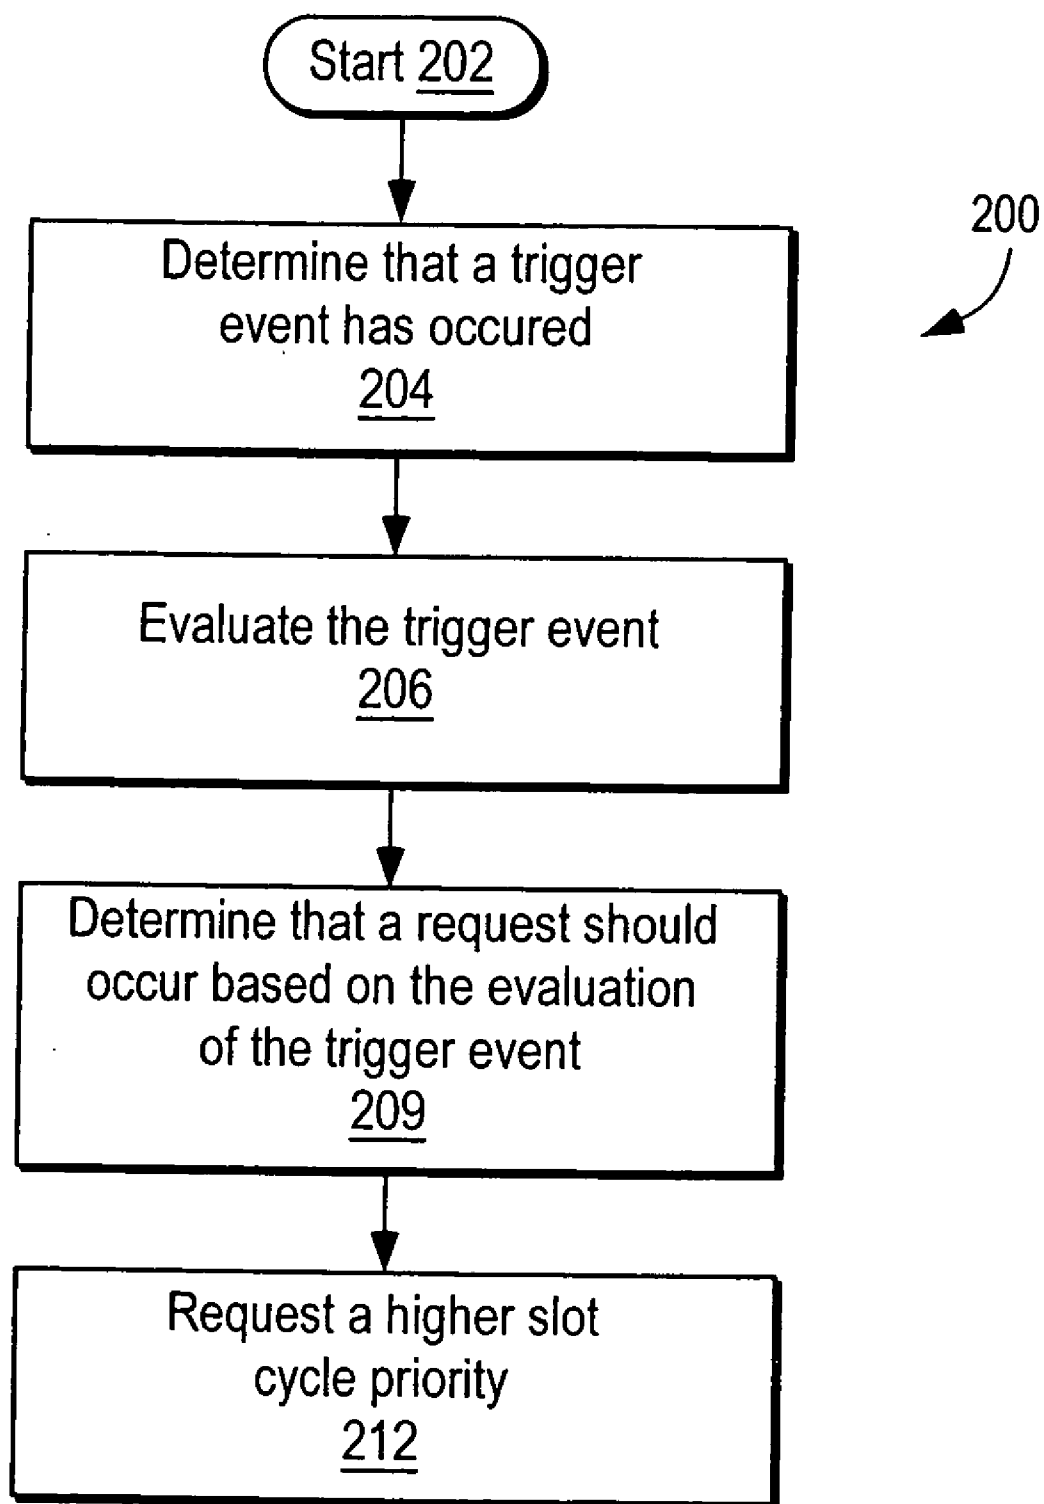 Start 202
200
Determine that a trigger
event has occured
204
Evaluate the trigger event
206
Determine that a request should
occur based on the evaluation
of the trigger event
209
Request a higher slot
cycle priority
212